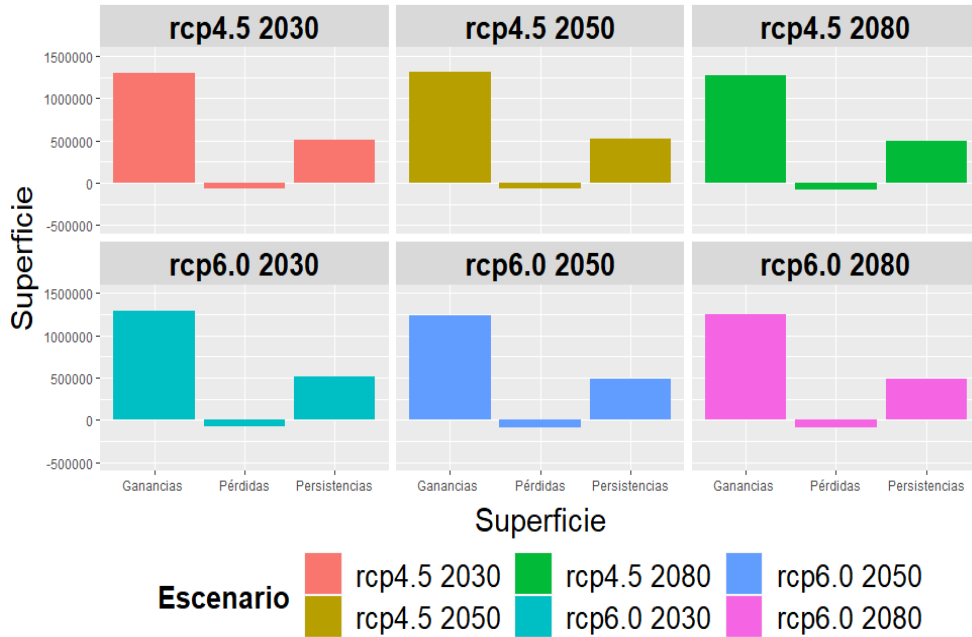 rcp4.5 2030 rcp4.5 2050 rcp4.5 2080
1500000
1000000
500000
0
-500000
Superficie
rcp6.0 2030 rcp6.0 2050 rcp6.0 2080
1500000
1000000
500000
0
-500000
Ganancias Pérdidas Persistencias Ganancias Pérdidas Persistencias Ganancias Pérdidas Persistencias
Superficie
Escenario
rcp4.5 2030 rcp4.5 2080 rcp6.0 2050
rcp4.5 2050 rcp6.0 2030 rcp6.0 2080